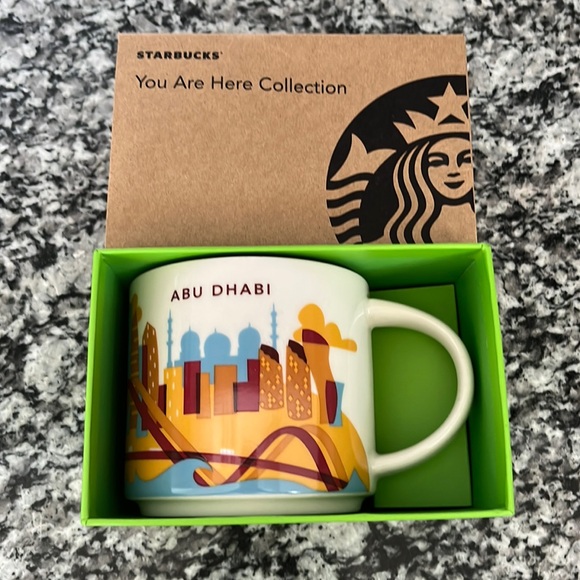 STARBUCKS
You Are Here Collection
ABU DHABI